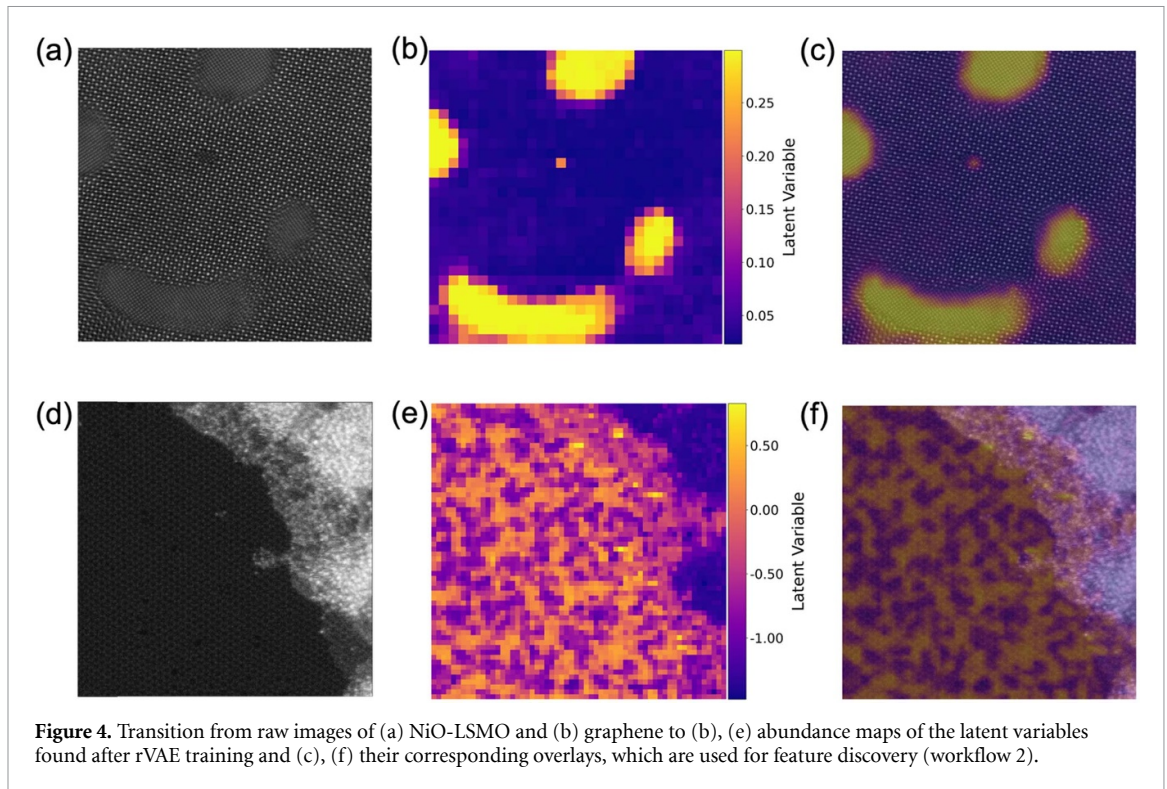 (a)
(b)
0.25
0.20
0.15
0.10
0.05
Latent Variable
(c)
(d)
(e)
0.50
0.00
-0.50
-1.00
Latent Variable
(f)
Figure 4. Transition from raw images of (a) NiO-LSMO and (b) graphene to (b), (e) abundance maps of the latent variables
found after rVAE training and (c), (f) their corresponding overlays, which are used for feature discovery (workflow 2).